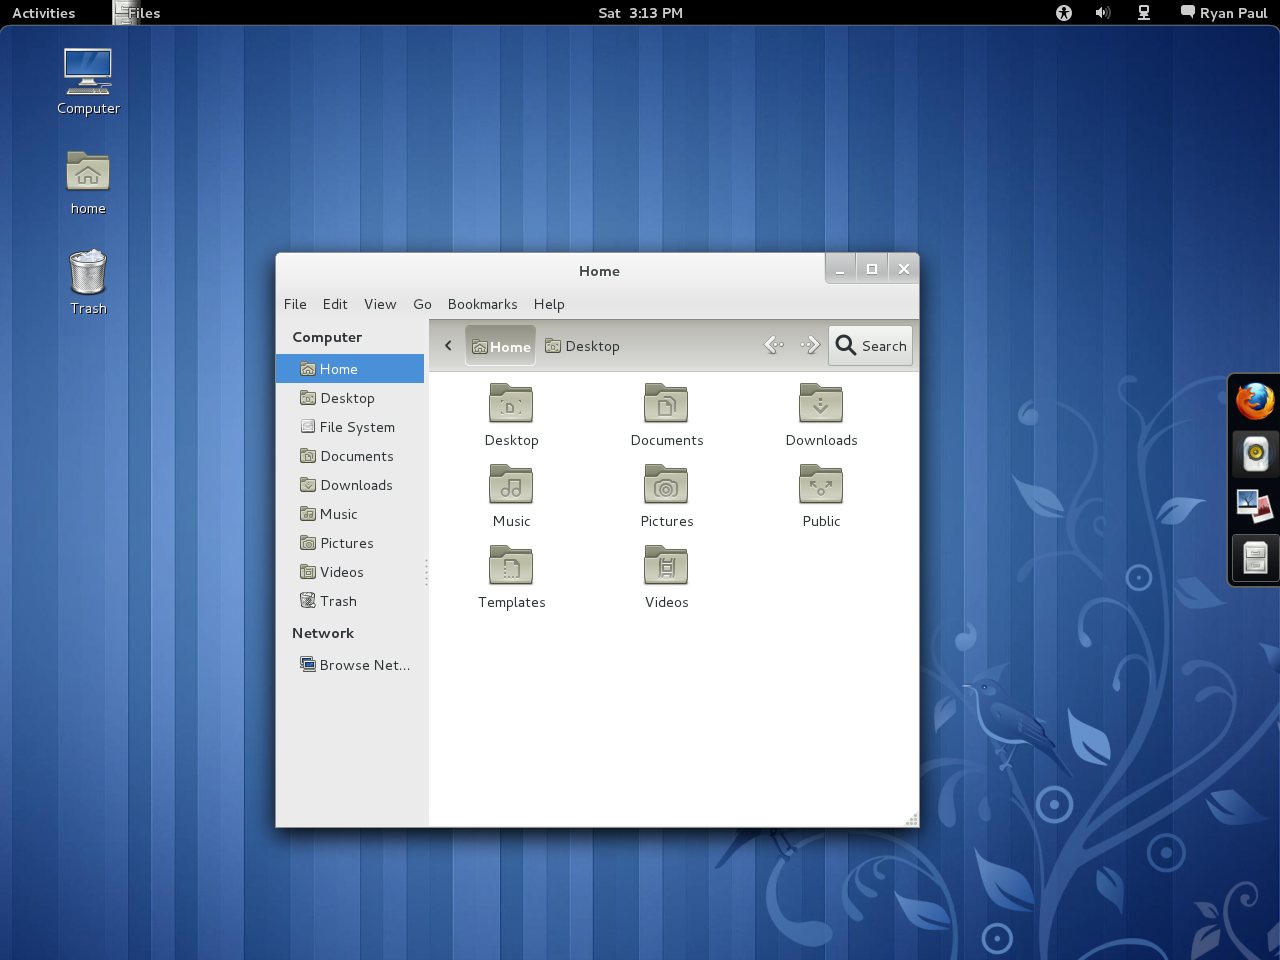 Activities Files Sat 3:13 PM Ryan Paul
Computer
home
Trash
Home
File Edit View Go Bookmarks Help
Computer
Home
Desktop
File System
Documents
Downloads
Music
Pictures
Videos
Trash
Network
Browse Net...
Home Desktop Search
Desktop Documents Downloads
Music Pictures Public
Templates Videos